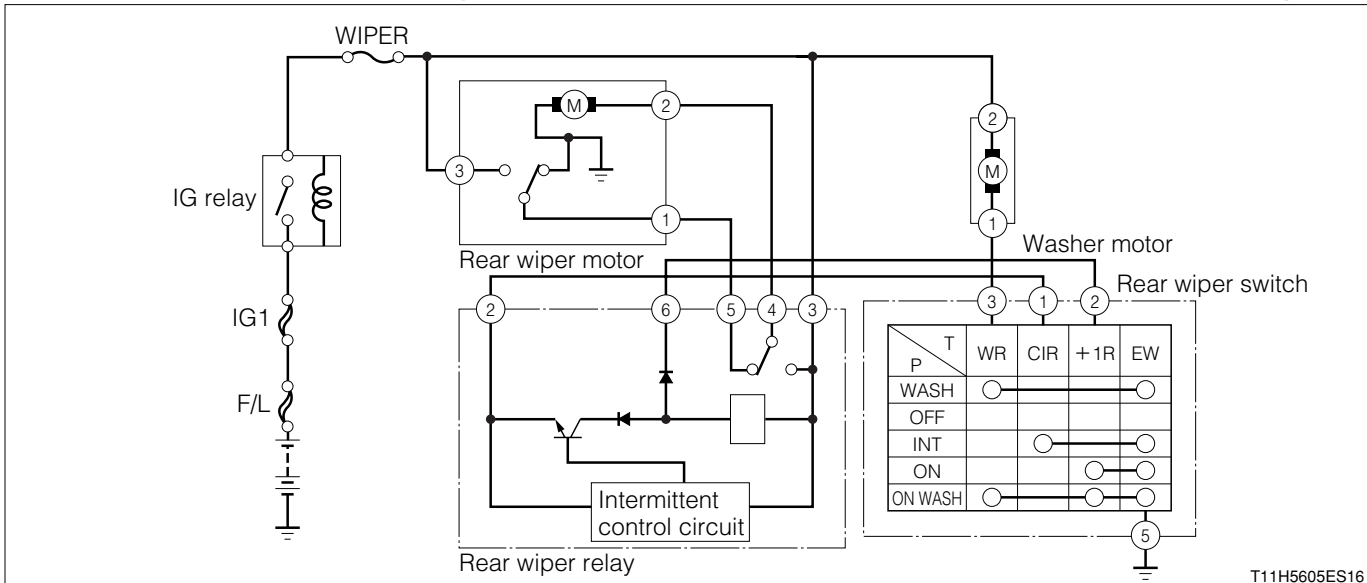 WIPER
M
2
3
1
IG relay
Rear wiper motor
2
M
1
Washer motor
IG1
F/L
2
6
5
4
3
Intermittent
control circuit
Rear wiper relay
3
1
2
Rear wiper switch
T
P
WR CIR +1R EW
WASH
OFF
INT
ON
ON WASH
5
T11H5605ES16